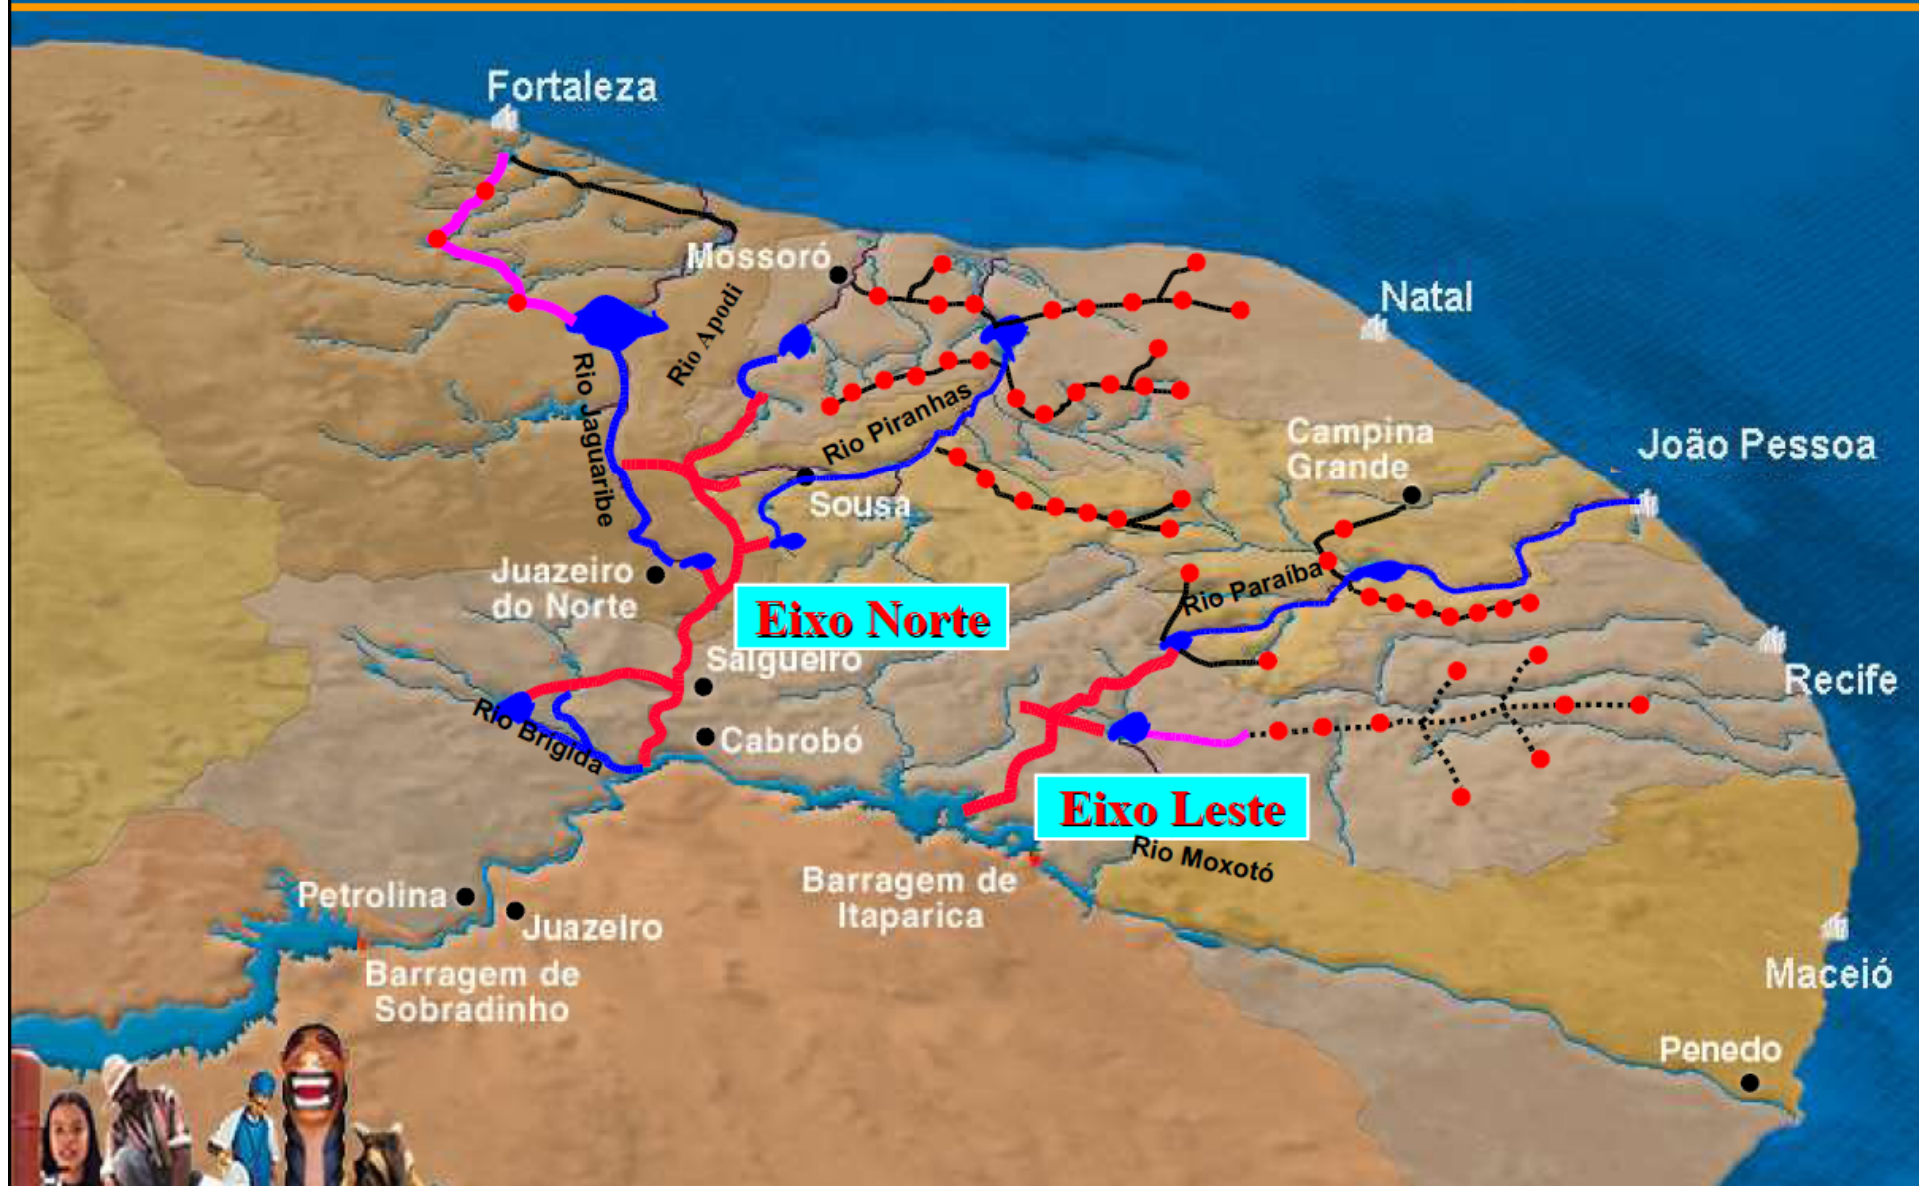 Fortaleza
Mossoró
Natal
Rio Apodi
Rio Jaguaribe
Rio Piranhas
Campina
Grande
João Pessoa
Sousa
Juazeiro
do Norte
Rio Paraíba
Eixo Norte
Salgueiro
Recife
Rio Brigida
Cabrobó
Eixo Leste
Rio Moxotó
Barragem de
Itaparica
Petrolina
Juazeiro
Barragem de
Sobradinho
Maceió
Penedo